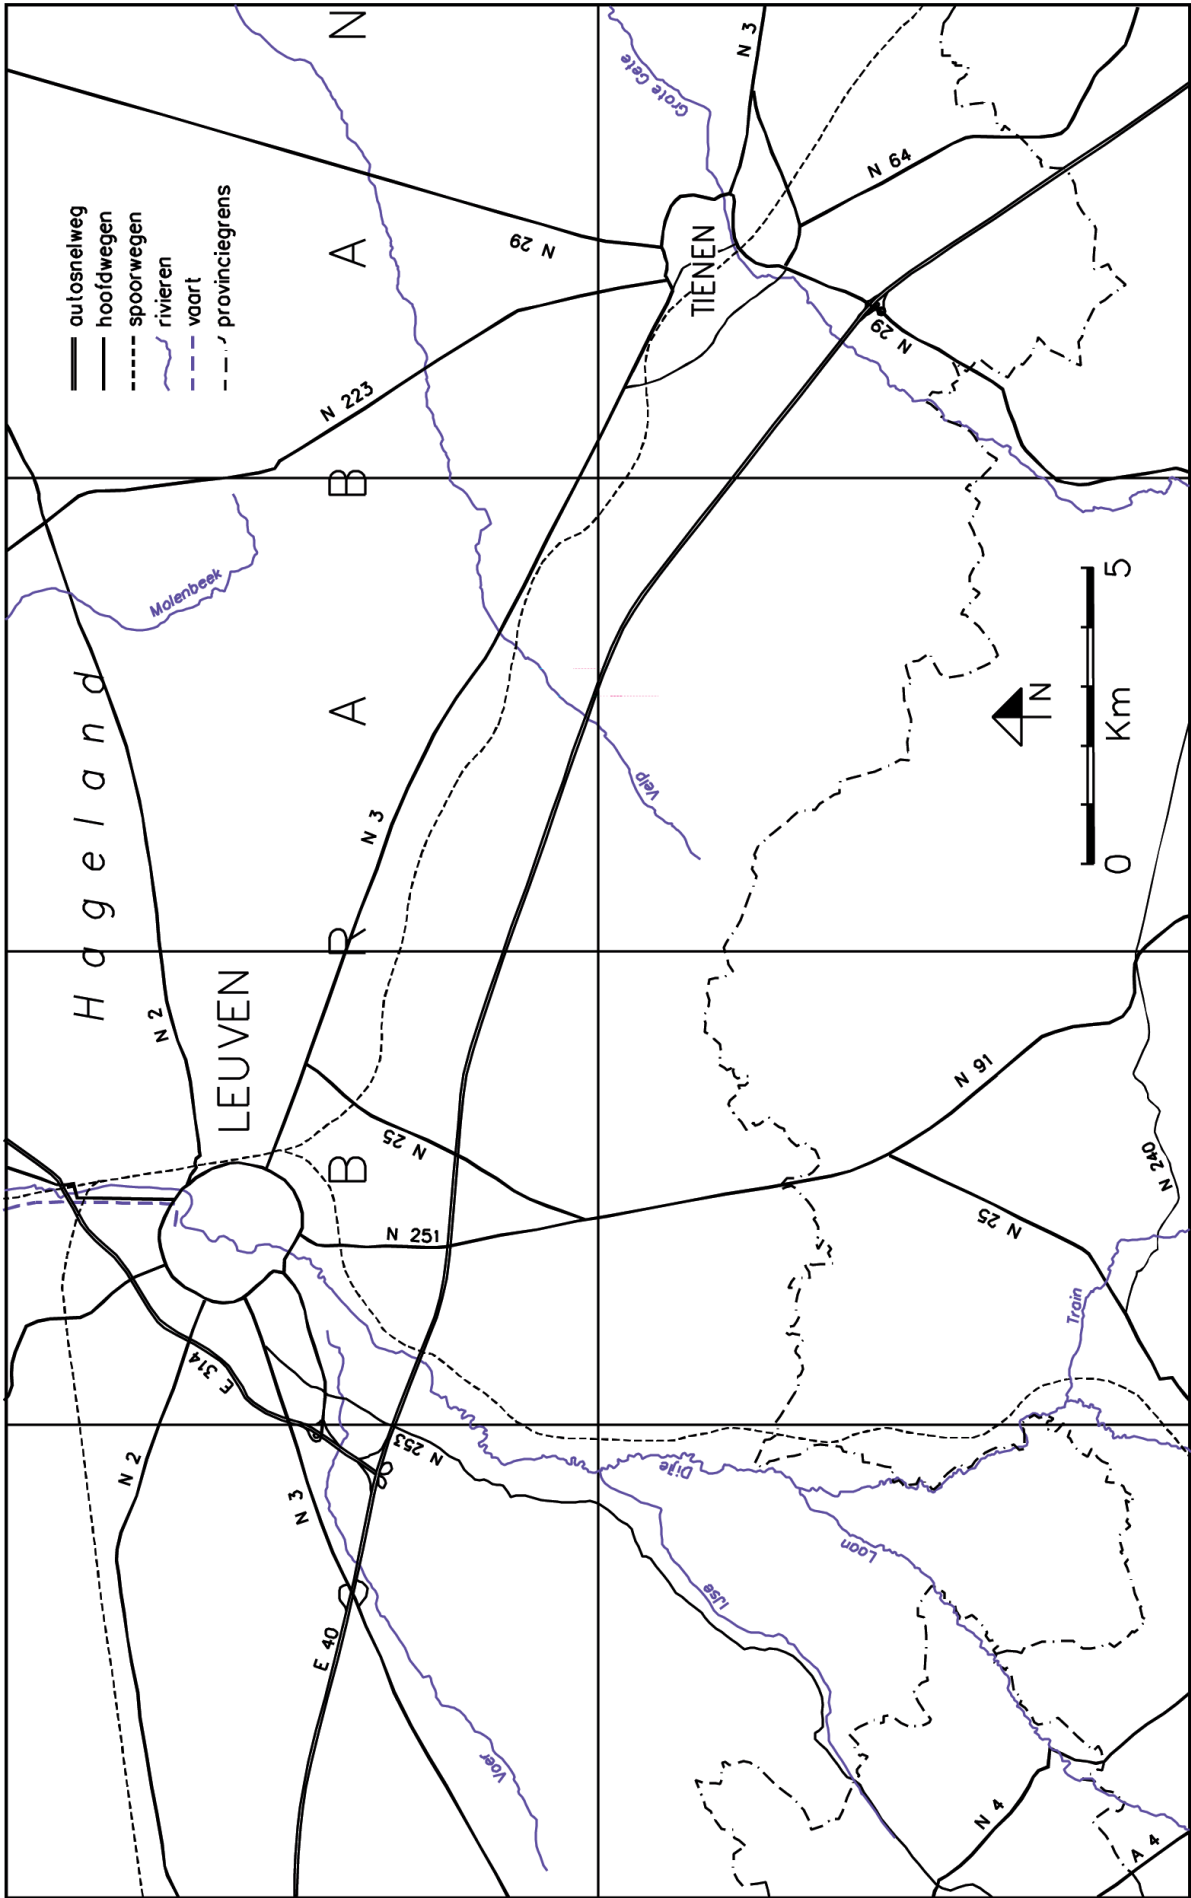 autosnelweg
hoofdwegen
spoorwegen
rivieren
vaart
provinciegrens
Hageland
BRABAN
LEUVEN
TIENEN
N 2
N 2
N 3
N 3
N 3
N 4
A 4
N 25
N 25
N 29
N 29
N 64
N 91
N 223
N 240
N 251
N 253
E 40
E 314
Molenbeek
Velp
Grote Gete
Voer
Dijle
IJse
Laan
Train
N
0 Km 5